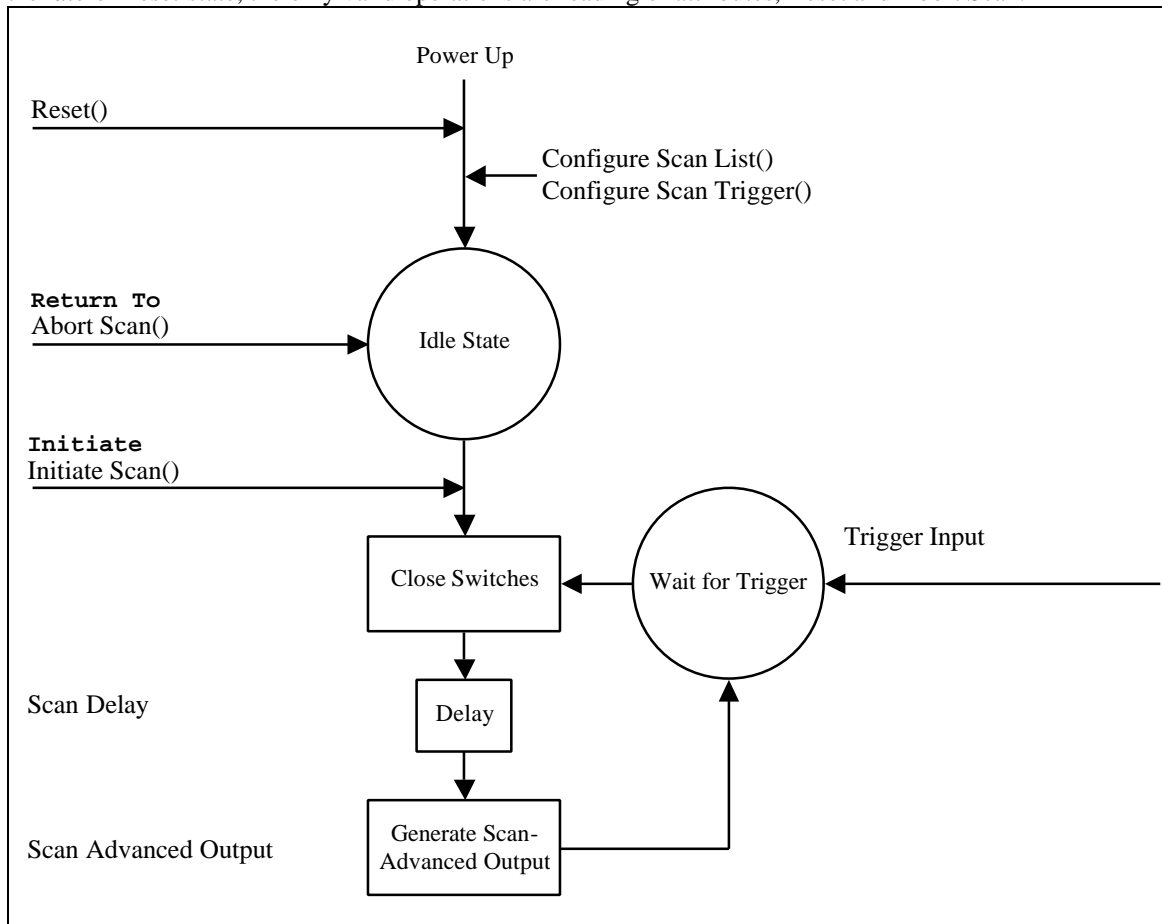 Power Up
Reset()
Configure Scan List()
Configure Scan Trigger()
Return To
Abort Scan()
Idle State
Initiate
Initiate Scan()
Trigger Input
Close Switches
Wait for Trigger
Scan Delay
Delay
Generate Scan-
Advanced Output
Scan Advanced Output